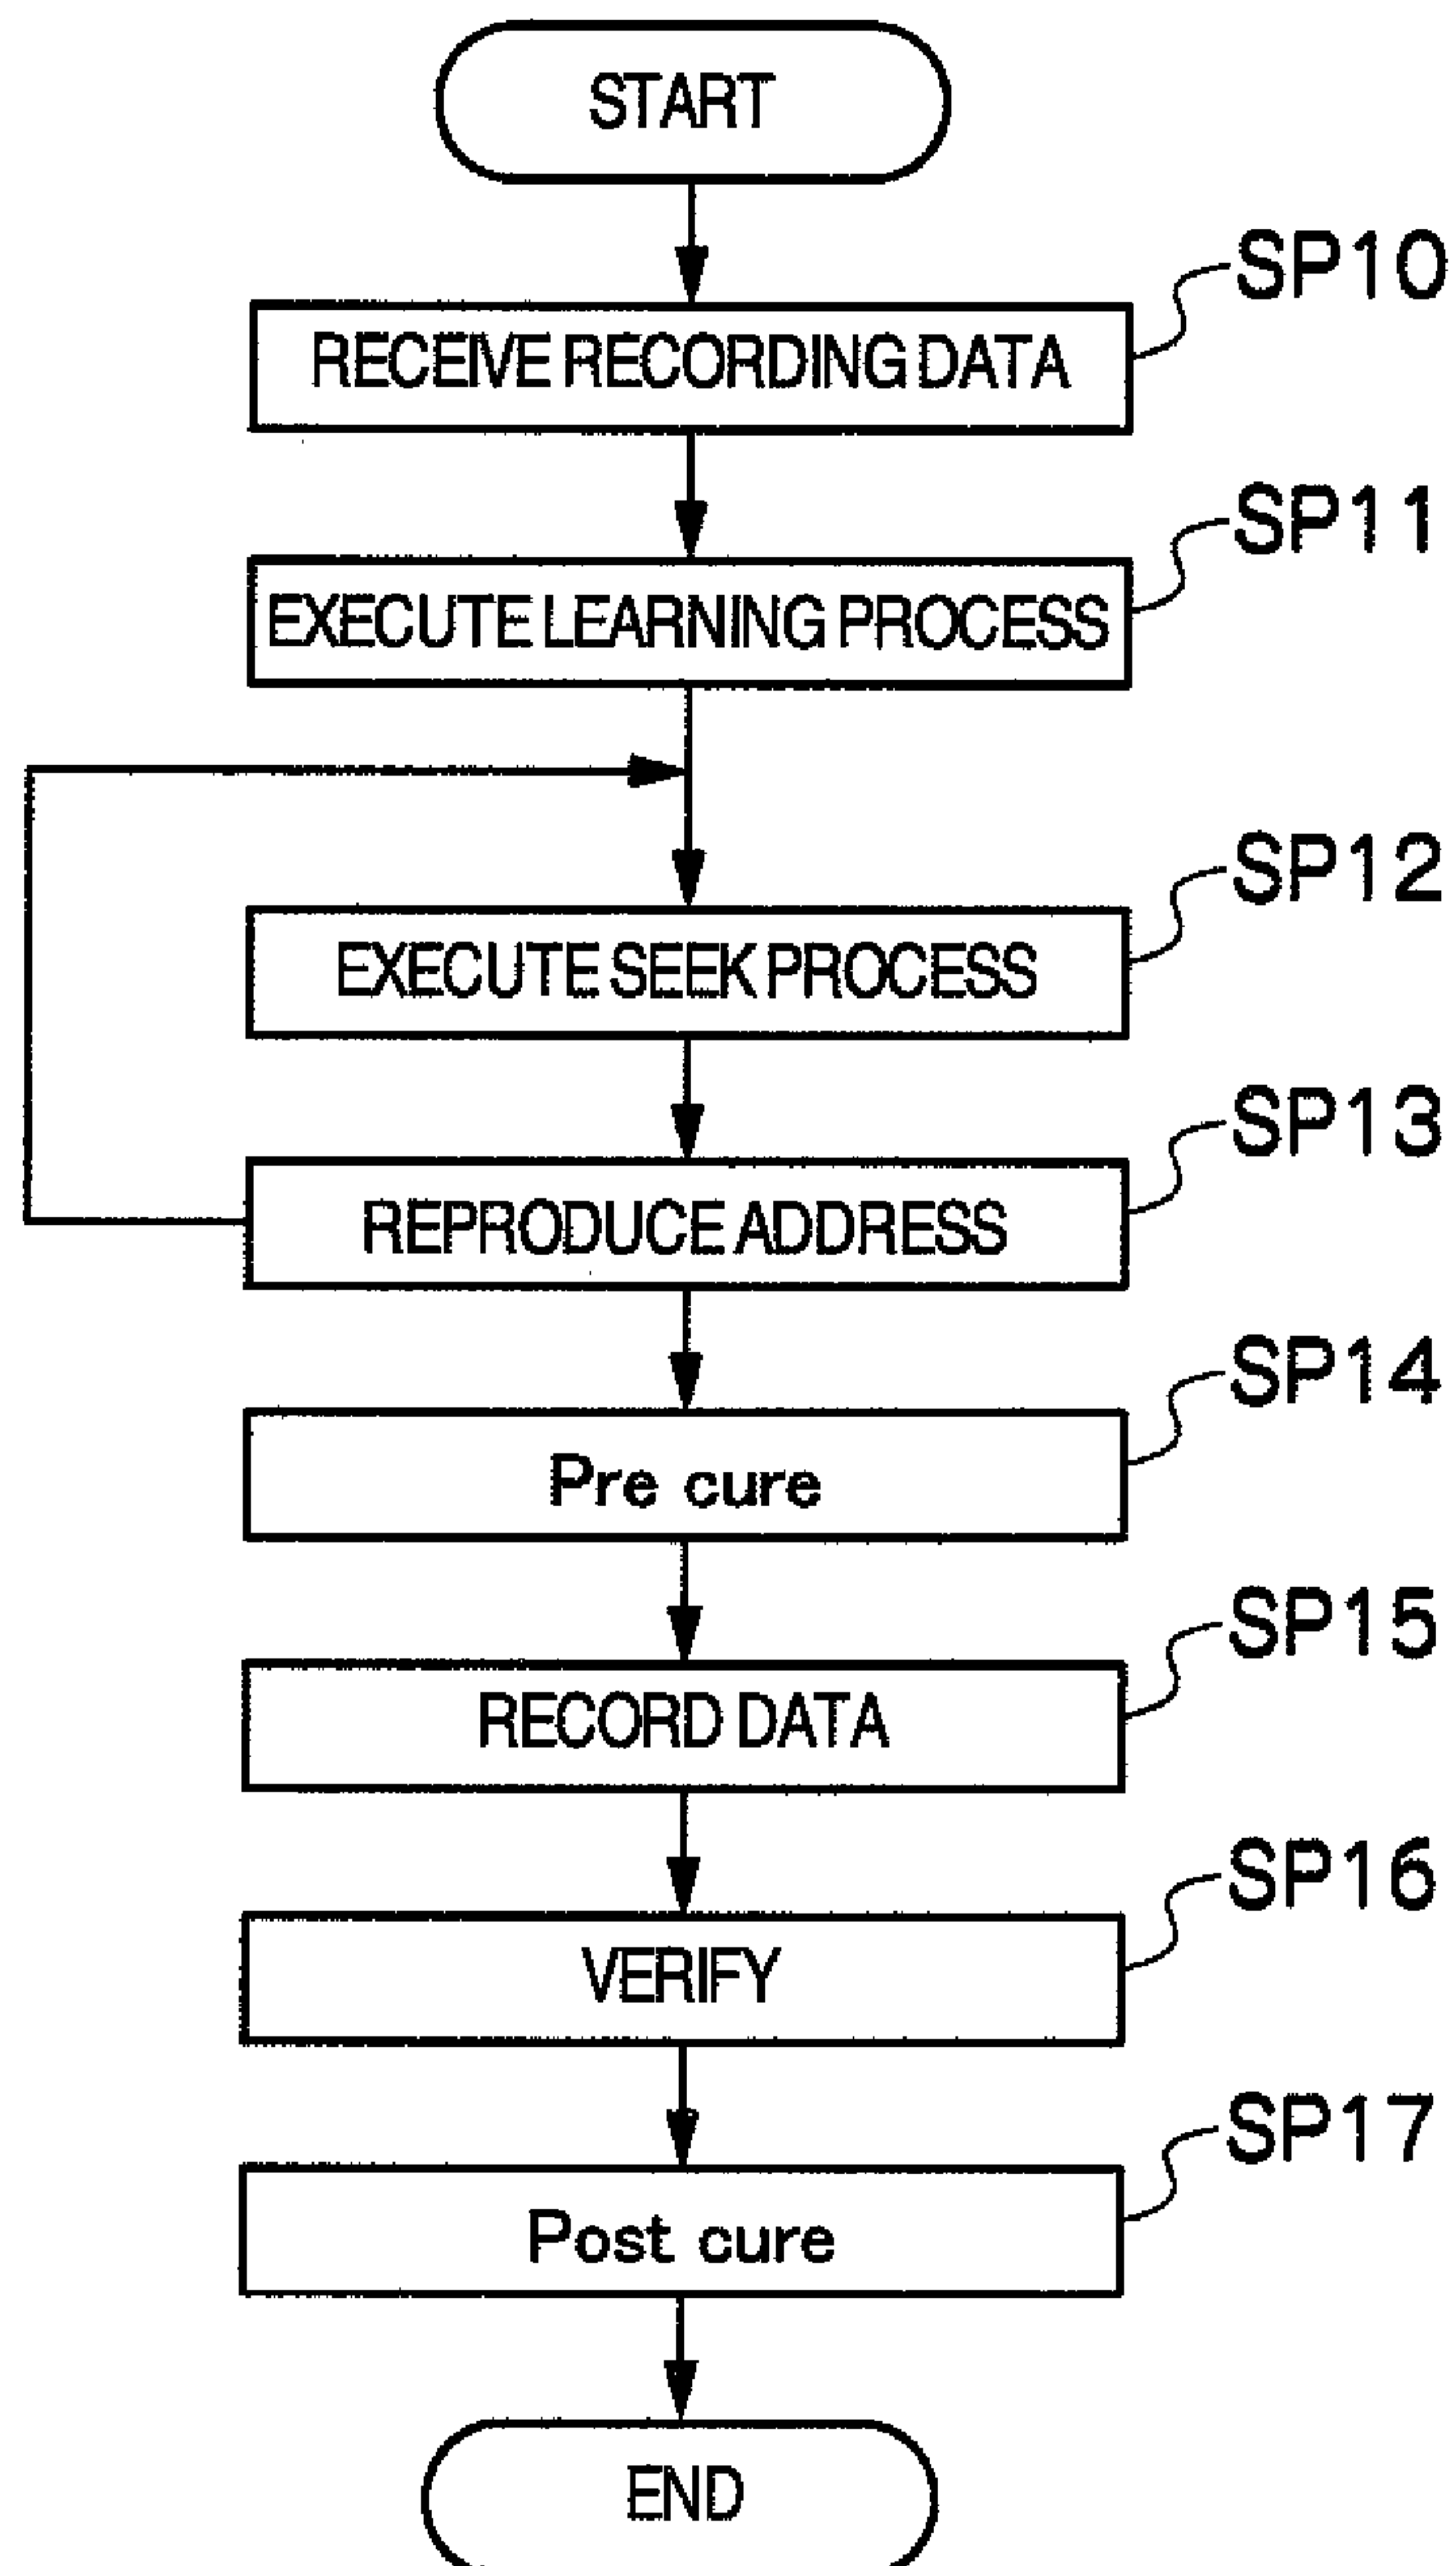 START
SP10
RECEIVE RECORDING DATA
SP11
EXECUTE LEARNING PROCESS
SP12
EXECUTE SEEK PROCESS
SP13
REPRODUCE ADDRESS
SP14
Pre cure
SP15
RECORD DATA
SP16
VERIFY
SP17
Post cure
END